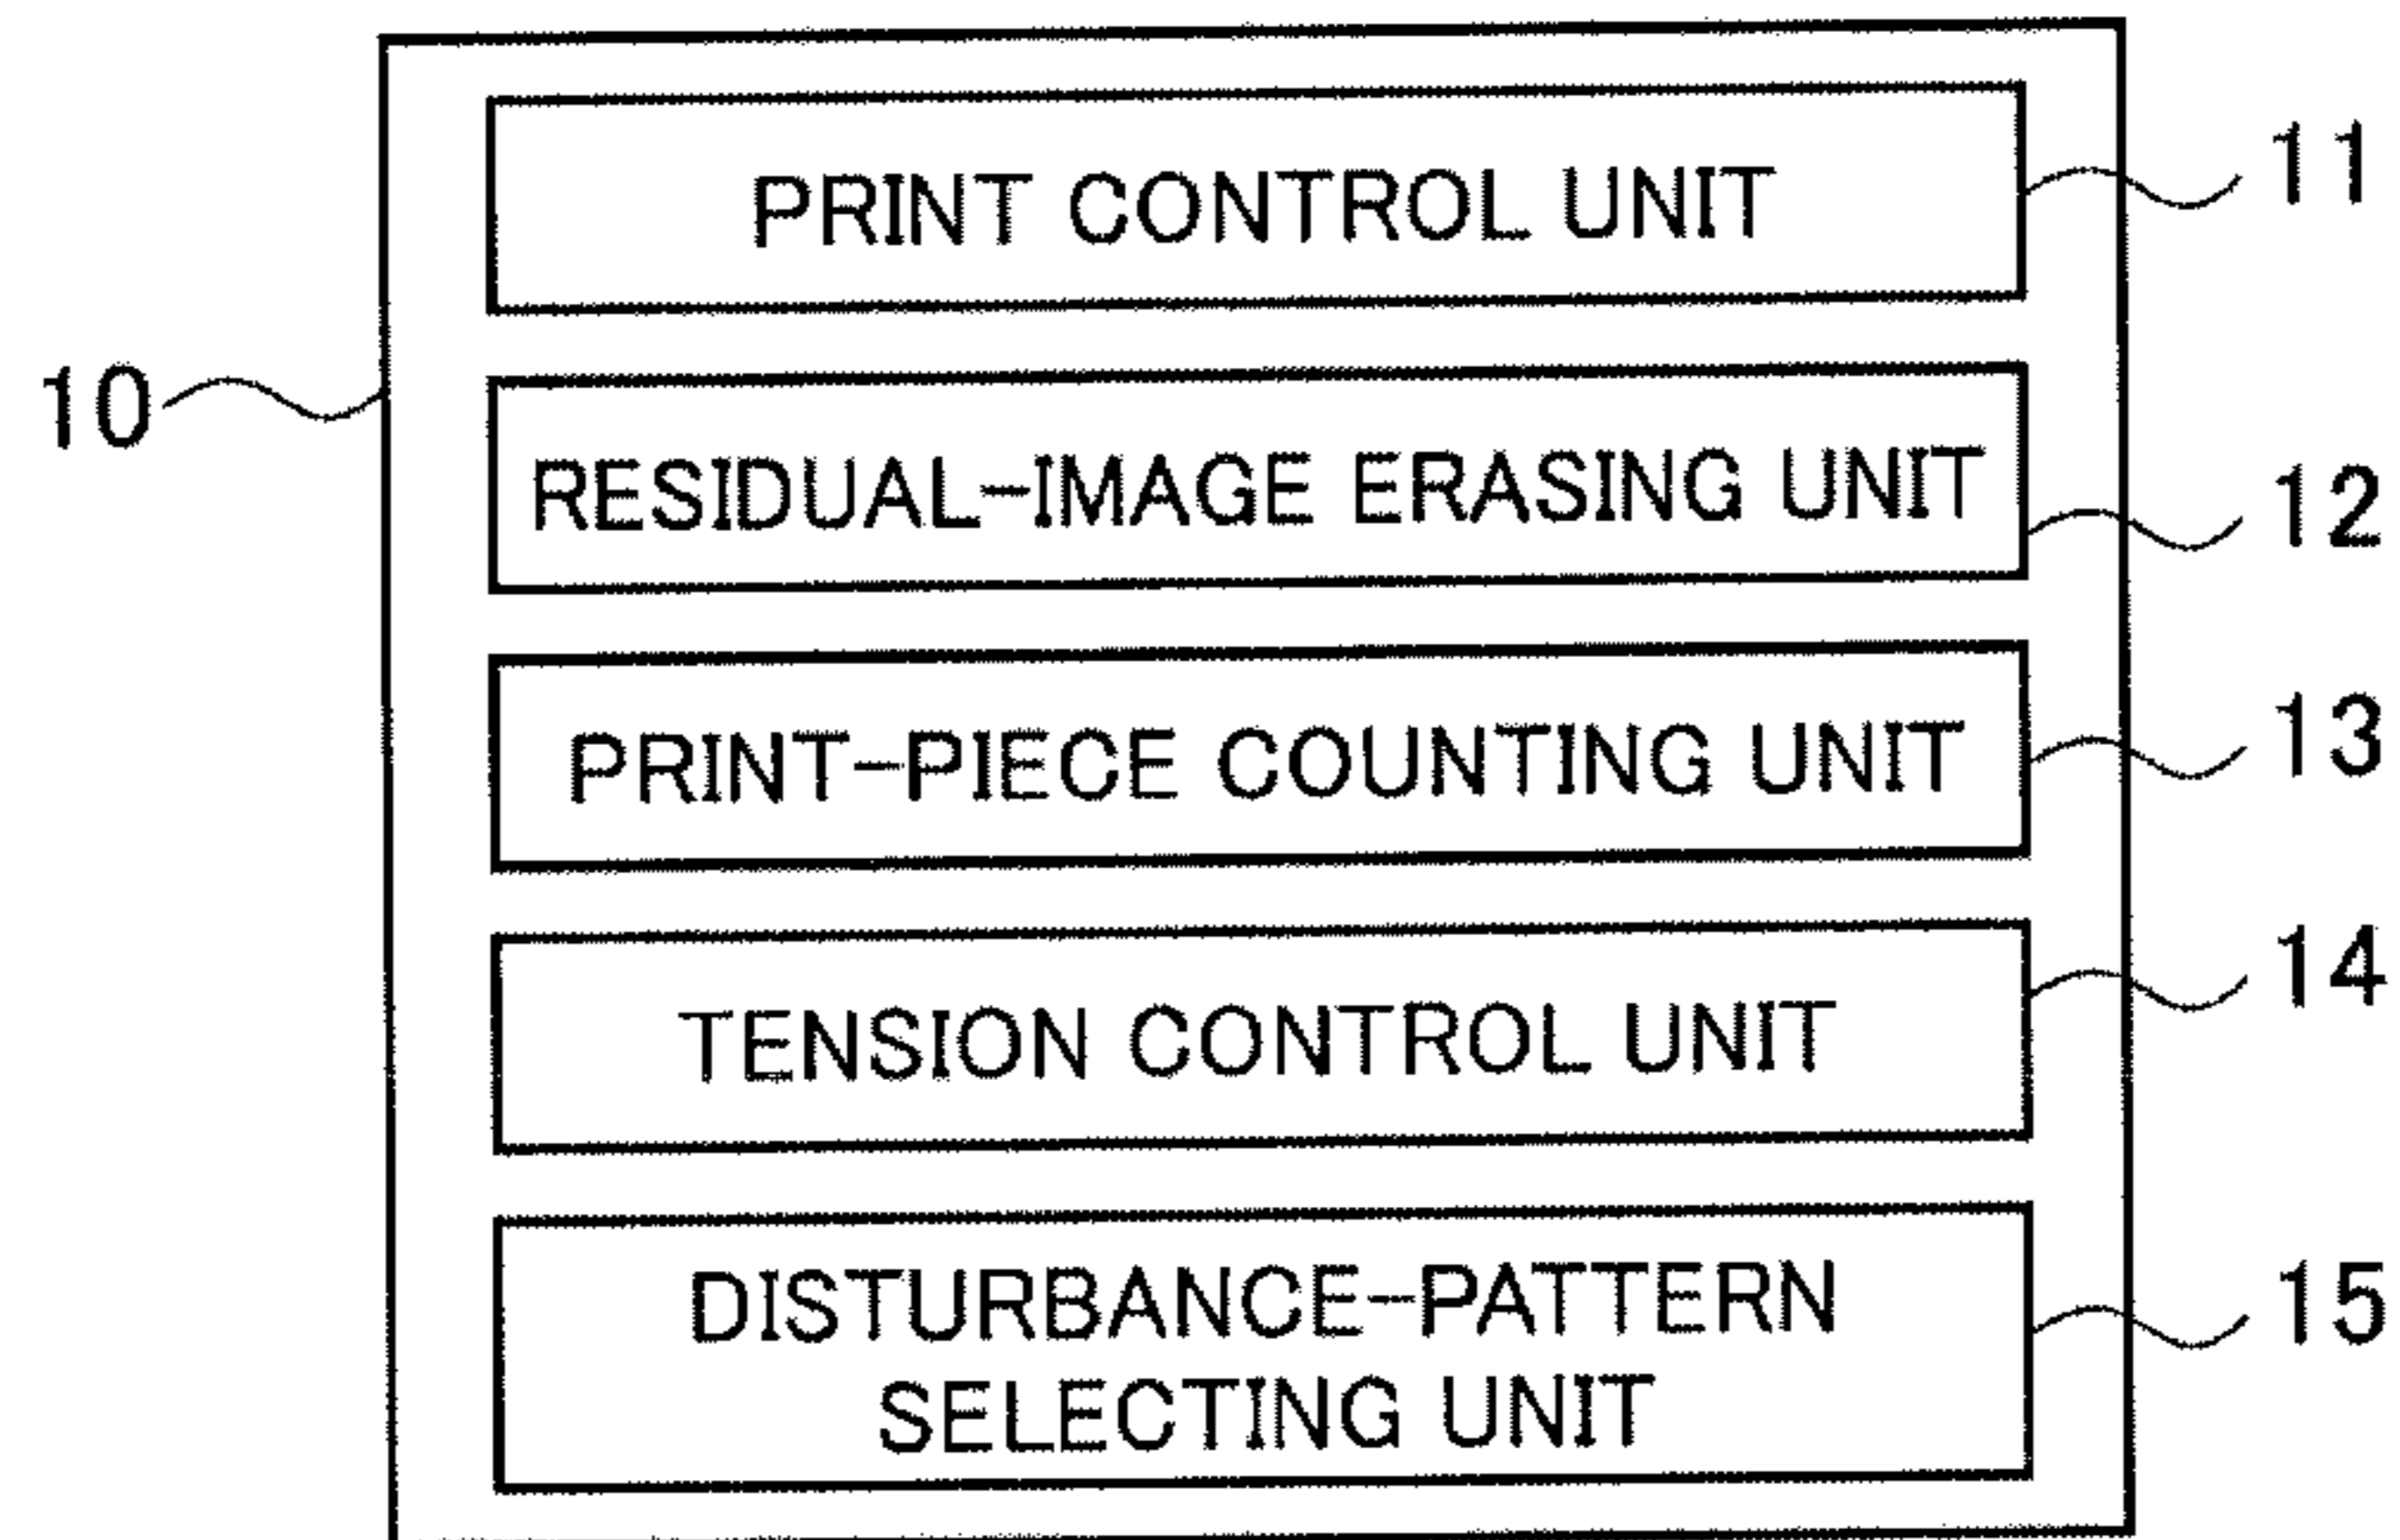 PRINT CONTROL UNIT
11
10
RESIDUAL-IMAGE ERASING UNIT
12
PRINT-PIECE COUNTING UNIT
13
TENSION CONTROL UNIT
14
DISTURBANCE-PATTERN
SELECTING UNIT
15